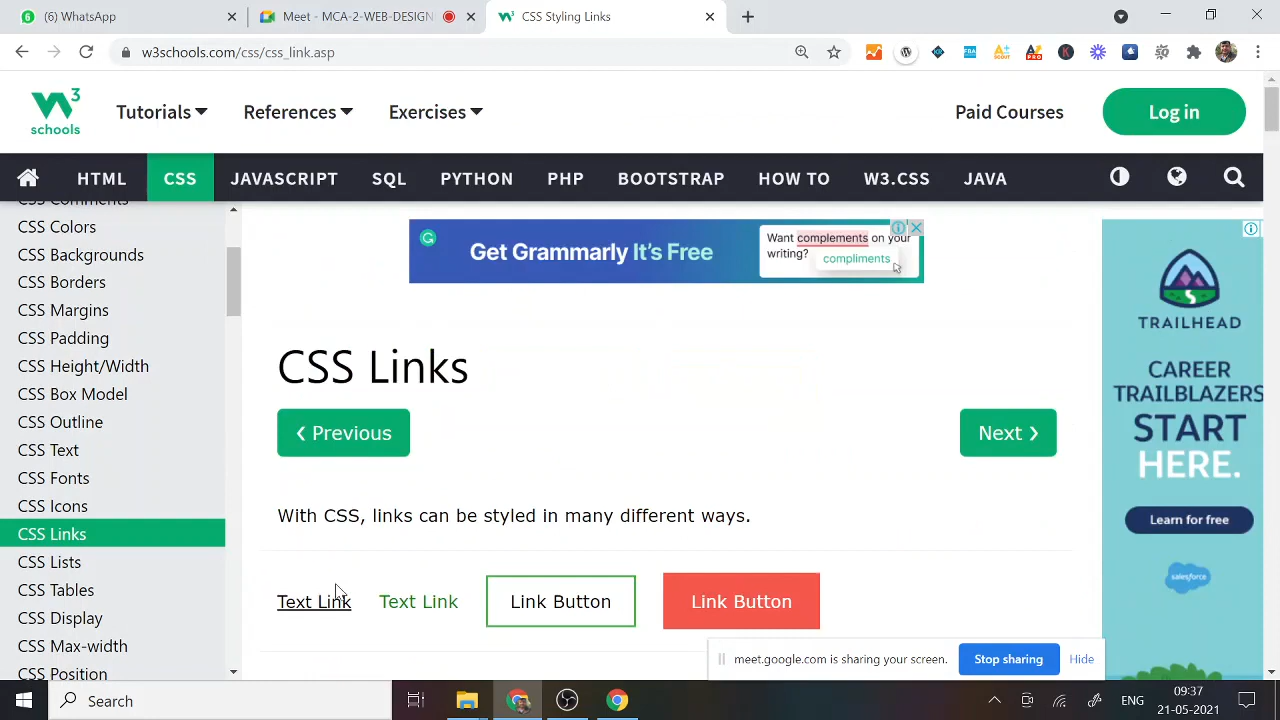 (6) WhatsApp
Meet - MCA-2-WEB-DESIGN
CSS Styling Links
w3schools.com/css/css_link.asp
W3
schools
Tutorials
References
Exercises
Paid Courses
Log in
HTML
CSS
JAVASCRIPT
SQL
PYTHON
PHP
BOOTSTRAP
HOW TO
W3.CSS
JAVA
CSS Comments
CSS Colors
CSS Backgrounds
CSS Borders
CSS Margins
CSS Padding
CSS Height/Width
CSS Box Model
CSS Outline
CSS Text
CSS Fonts
CSS Icons
CSS Links
CSS Lists
CSS Tables
CSS Display
CSS Max-width
CSS Position
Get Grammarly It's Free
Want complements on your
writing?
compliments
CSS Links
❮ Previous
Next ❯
With CSS, links can be styled in many different ways.
Text Link
Text Link
Link Button
Link Button
TRAILHEAD
CAREER
TRAILBLAZERS
START
HERE.
Learn for free
salesforce
meet.google.com is sharing your screen.
Stop sharing
Hide
Search
ENG
09:37
21-05-2021